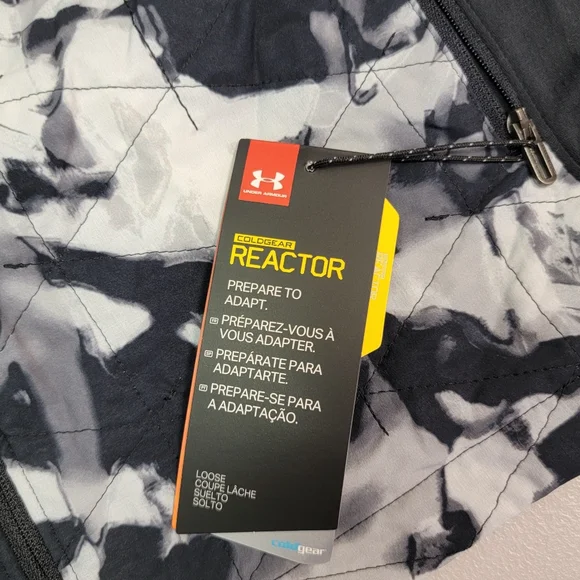 UNDER ARMOUR
COLDGEAR
REACTOR
PREPARE TO
ADAPT.
FR PRÉPAREZ-VOUS À
VOUS ADAPTER.
PREPÁRATE PARA
ADAPTARTE.
PREPARE-SE PARA
A ADAPTAÇÃO.
LOOSE
COUPE LÂCHE
SUELTO
SOLTO
coldgear